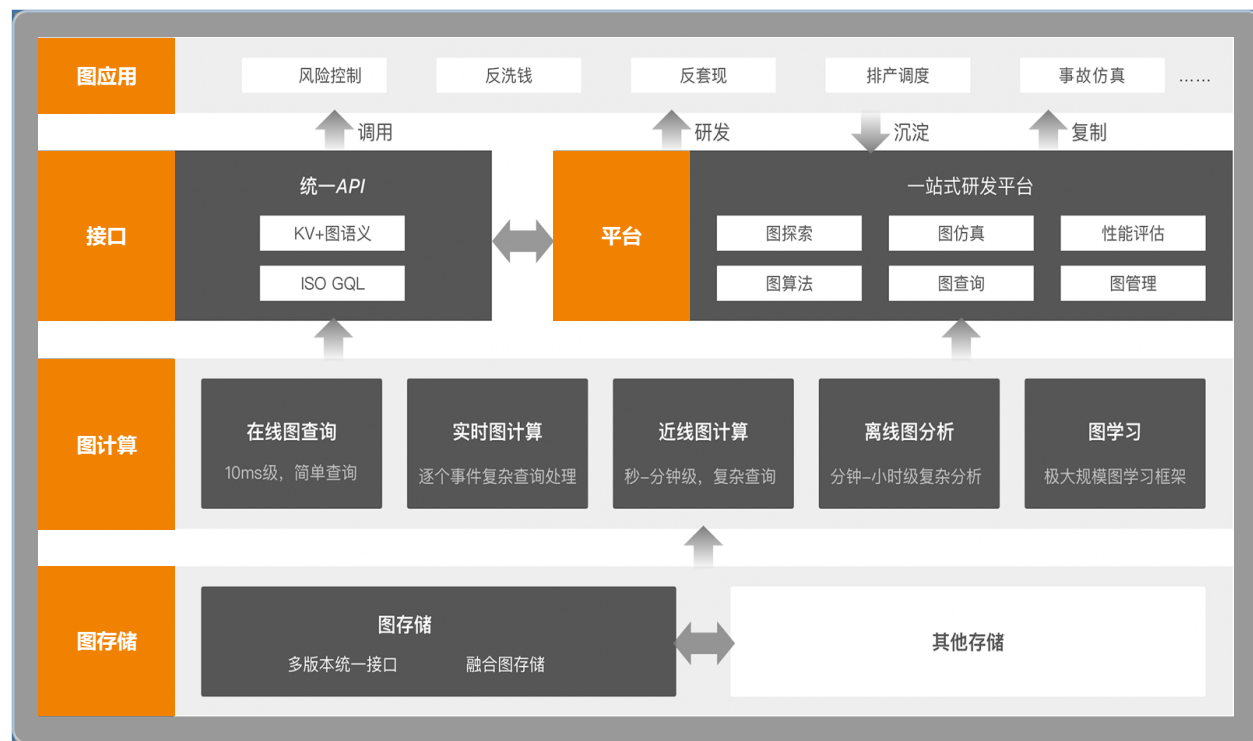 图应用
风险控制
反洗钱
反套现
排产调度
事故仿真
……
调用
研发
沉淀
复制
接口
统一API
KV+图语义
ISO GQL
平台
一站式研发平台
图探索
图仿真
性能评估
图算法
图查询
图管理
图计算
在线图查询
10ms级，简单查询
实时图计算
逐个事件复杂查询处理
近线图计算
秒-分钟级，复杂查询
离线图分析
分钟-小时级复杂分析
图学习
极大规模图学习框架
图存储
图存储
多版本统一接口
融合图存储
其他存储